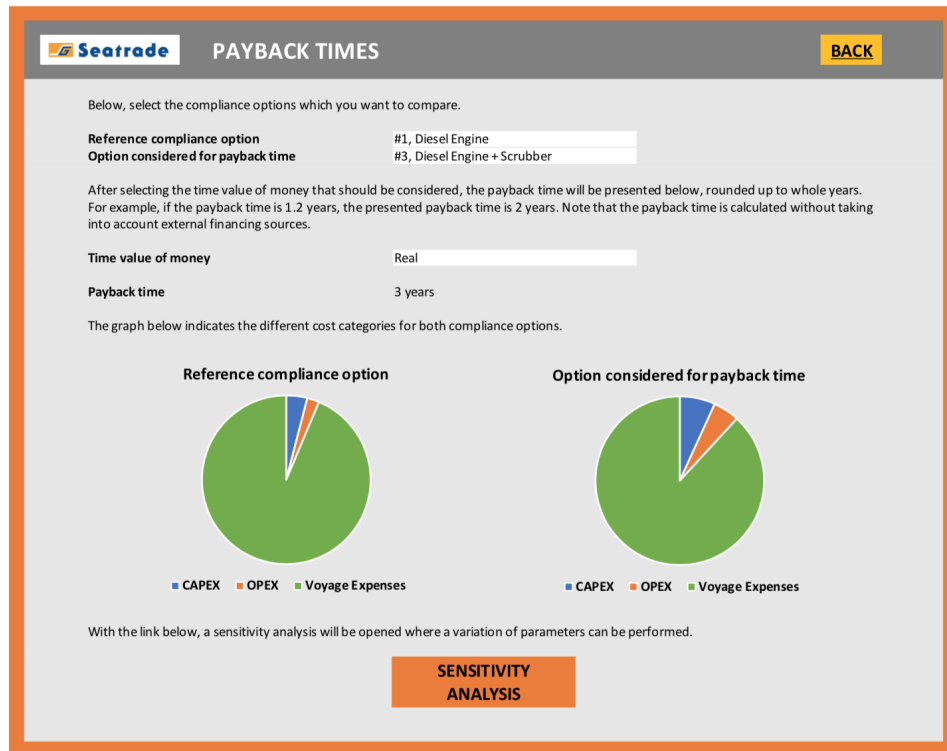 Seatrade
PAYBACK TIMES
BACK
Below, select the compliance options which you want to compare.
Reference compliance option #1, Diesel Engine
Option considered for payback time #3, Diesel Engine + Scrubber
After selecting the time value of money that should be considered, the payback time will be presented below, rounded up to whole years.
For example, if the payback time is 1.2 years, the presented payback time is 2 years. Note that the payback time is calculated without taking
into account external financing sources.
Time value of money Real
Payback time 3 years
The graph below indicates the different cost categories for both compliance options.
Reference compliance option
CAPEX OPEX Voyage Expenses
Option considered for payback time
CAPEX OPEX Voyage Expenses
With the link below, a sensitivity analysis will be opened where a variation of parameters can be performed.
SENSITIVITY
ANALYSIS